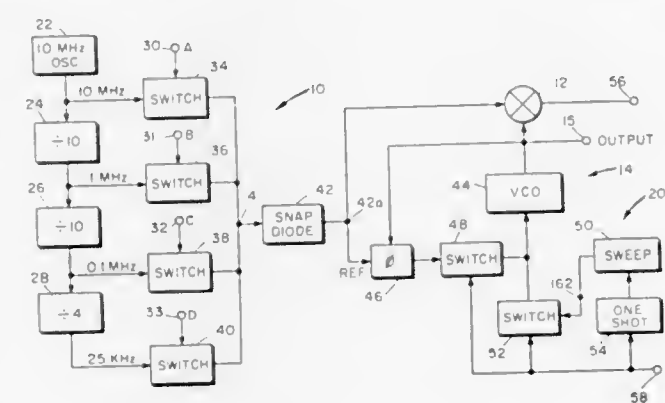 22
10 MHz
OSC
10 MHz
30
A
34
SWITCH
10
24
÷10
1 MHz
31
B
36
SWITCH
26
÷10
0.1 MHz
32
C
38
SWITCH
28
÷4
25 KHz
33
D
40
SWITCH
4
42
SNAP
DIODE
42a
12
56
15
OUTPUT
44
VCO
14
20
REF
ø
46
48
SWITCH
50
SWEEP
162
52
SWITCH
ONE
SHOT
54
58